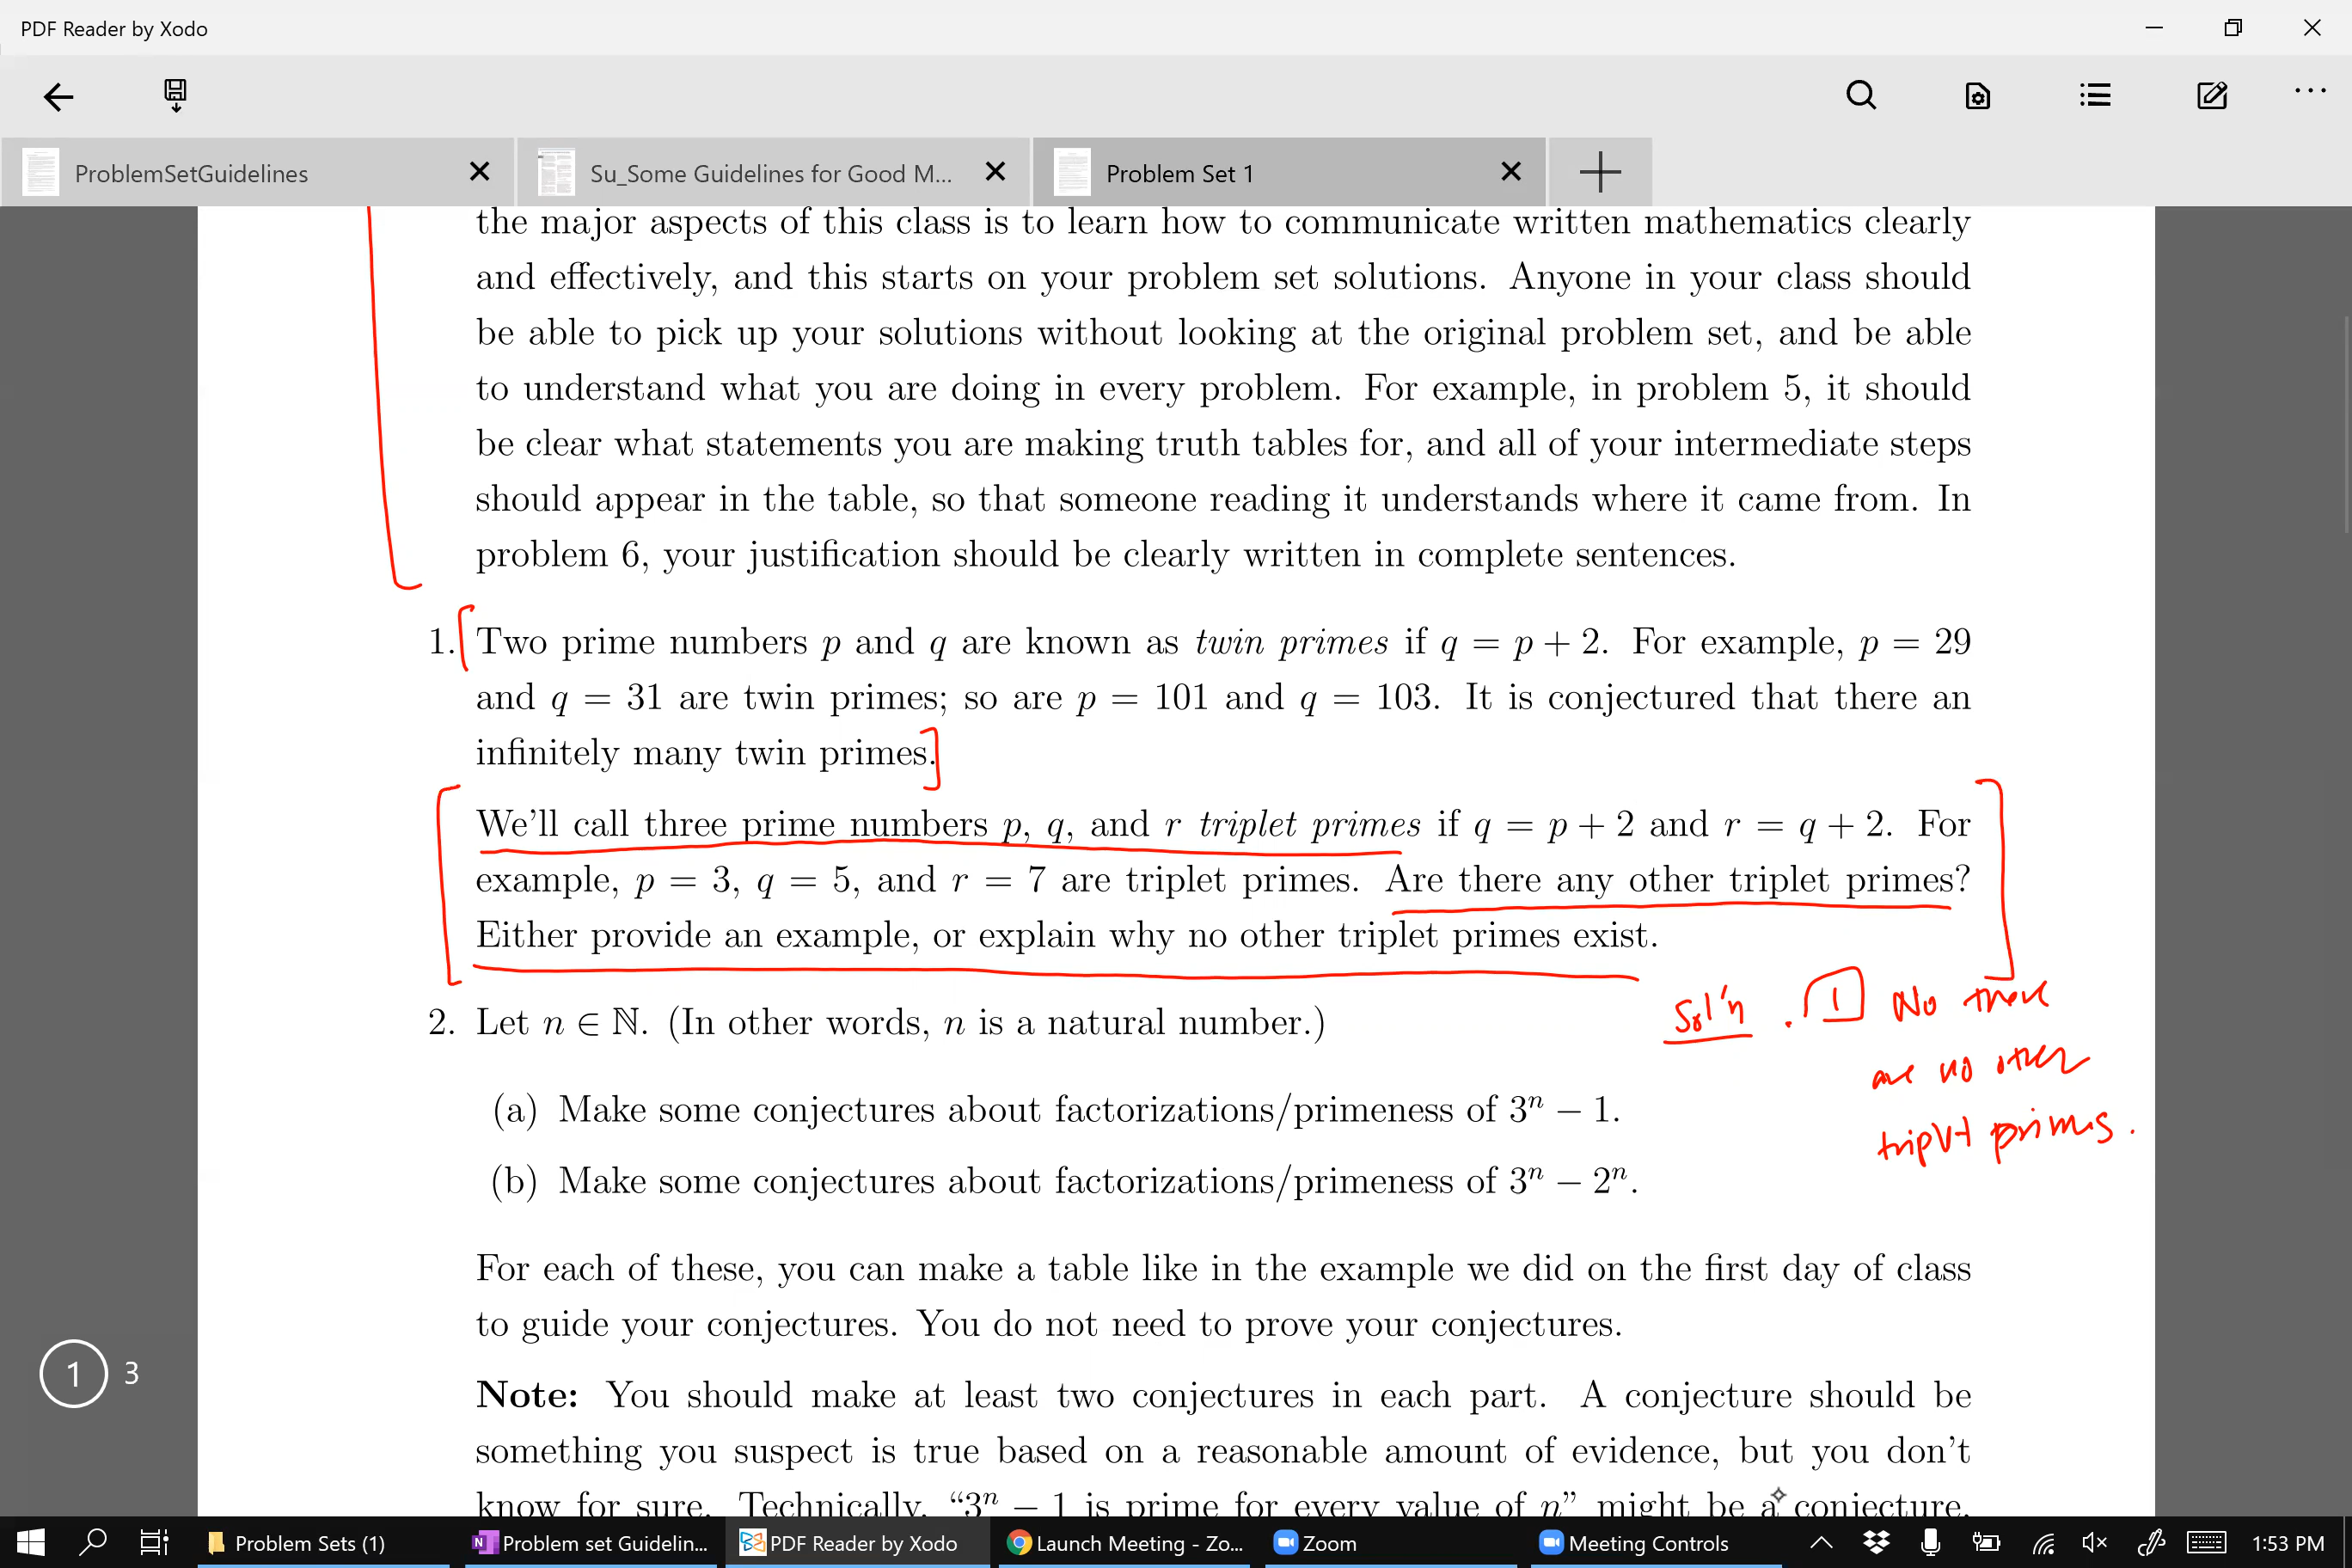 PDF Reader by Xodo
ProblemSetGuidelines
Su_Some Guidelines for Good M...
Problem Set 1
the major aspects of this class is to learn how to communicate written mathematics clearly
and effectively, and this starts on your problem set solutions. Anyone in your class should
be able to pick up your solutions without looking at the original problem set, and be able
to understand what you are doing in every problem. For example, in problem 5, it should
be clear what statements you are making truth tables for, and all of your intermediate steps
should appear in the table, so that someone reading it understands where it came from. In
problem 6, your justification should be clearly written in complete sentences.
1. Two prime numbers p and q are known as twin primes if q = p + 2. For example, p = 29
and q = 31 are twin primes; so are p = 101 and q = 103. It is conjectured that there an
infinitely many twin primes.
We'll call three prime numbers p, q, and r triplet primes if q = p + 2 and r = q + 2. For
example, p = 3, q = 5, and r = 7 are triplet primes. Are there any other triplet primes?
Either provide an example, or explain why no other triplet primes exist.
Sol'n . 1 No there
are no other
triplet primes.
2. Let n ∈ ℕ. (In other words, n is a natural number.)
(a) Make some conjectures about factorizations/primeness of 3ⁿ − 1.
(b) Make some conjectures about factorizations/primeness of 3ⁿ − 2ⁿ.
For each of these, you can make a table like in the example we did on the first day of class
to guide your conjectures. You do not need to prove your conjectures.
1 3
Note: You should make at least two conjectures in each part. A conjecture should be
something you suspect is true based on a reasonable amount of evidence, but you don't
know for sure. Technically, “3ⁿ − 1 is prime for every value of n” might be a conjecture,
Problem Sets (1)
Problem set Guidelin...
PDF Reader by Xodo
Launch Meeting - Zo...
Zoom
Meeting Controls
1:53 PM